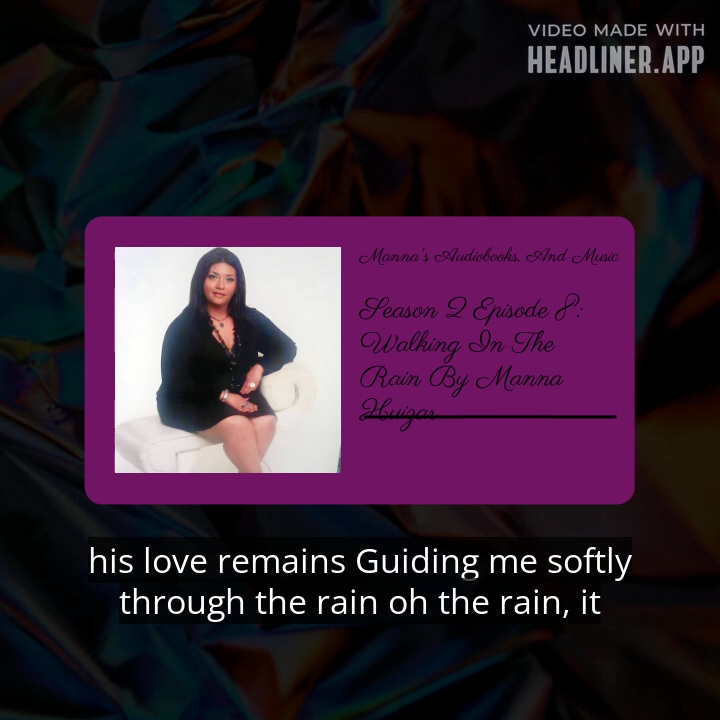 VIDEO MADE WITH
HEADLINER.APP
Manna's Audiobooks, And Music
Season 2 Episode 8:
Walking In The
Rain By Manna
Huizar
his love remains Guiding me softly
through the rain oh the rain, it